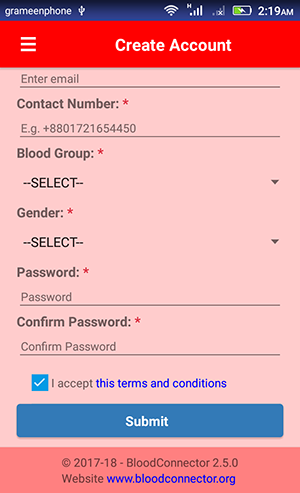 grameenphone 2:19AM
Create Account
Enter email
Contact Number: *
E.g. +8801721654450
Blood Group: *
--SELECT--
Gender: *
--SELECT--
Password: *
Password
Confirm Password: *
Confirm Password
I accept this terms and conditions
Submit
© 2017-18 - BloodConnector 2.5.0
Website www.bloodconnector.org